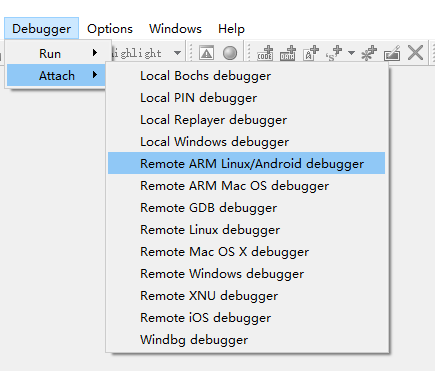 Debugger Options Windows Help
Run
ighlight
Attach
Local Bochs debugger
Local PIN debugger
Local Replayer debugger
Local Windows debugger
Remote ARM Linux/Android debugger
Remote ARM Mac OS debugger
Remote GDB debugger
Remote Linux debugger
Remote Mac OS X debugger
Remote Windows debugger
Remote XNU debugger
Remote iOS debugger
Windbg debugger